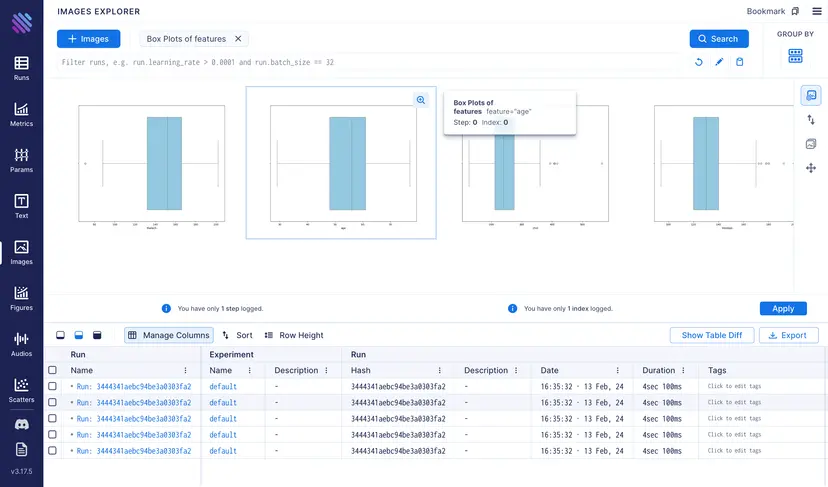 IMAGES EXPLORER
Bookmark
Images
Box Plots of features
Search
GROUP BY
Filter runs, e.g. run.learning_rate > 0.0001 and run.batch_size == 32
Runs
Metrics
Params
Text
Images
Figures
Audios
Scatters
v3.17.5
Box Plots of
features feature="age"
Step: 0 Index: 0
age
You have only 1 step logged.
You have only 1 index logged.
Apply
Manage Columns
Sort
Row Height
Show Table Diff
Export
Run Experiment Run
Name Name Description Hash Description Date Duration Tags
Run: 3444341aebc94be3a0303fa2 default - 3444341aebc94be3a0303fa2 - 16:35:32 · 13 Feb, 24 4sec 100ms Click to edit tags
Run: 3444341aebc94be3a0303fa2 default - 3444341aebc94be3a0303fa2 - 16:35:32 · 13 Feb, 24 4sec 100ms Click to edit tags
Run: 3444341aebc94be3a0303fa2 default - 3444341aebc94be3a0303fa2 - 16:35:32 · 13 Feb, 24 4sec 100ms Click to edit tags
Run: 3444341aebc94be3a0303fa2 default - 3444341aebc94be3a0303fa2 - 16:35:32 · 13 Feb, 24 4sec 100ms Click to edit tags
Run: 3444341aebc94be3a0303fa2 default - 3444341aebc94be3a0303fa2 - 16:35:32 · 13 Feb, 24 4sec 100ms Click to edit tags